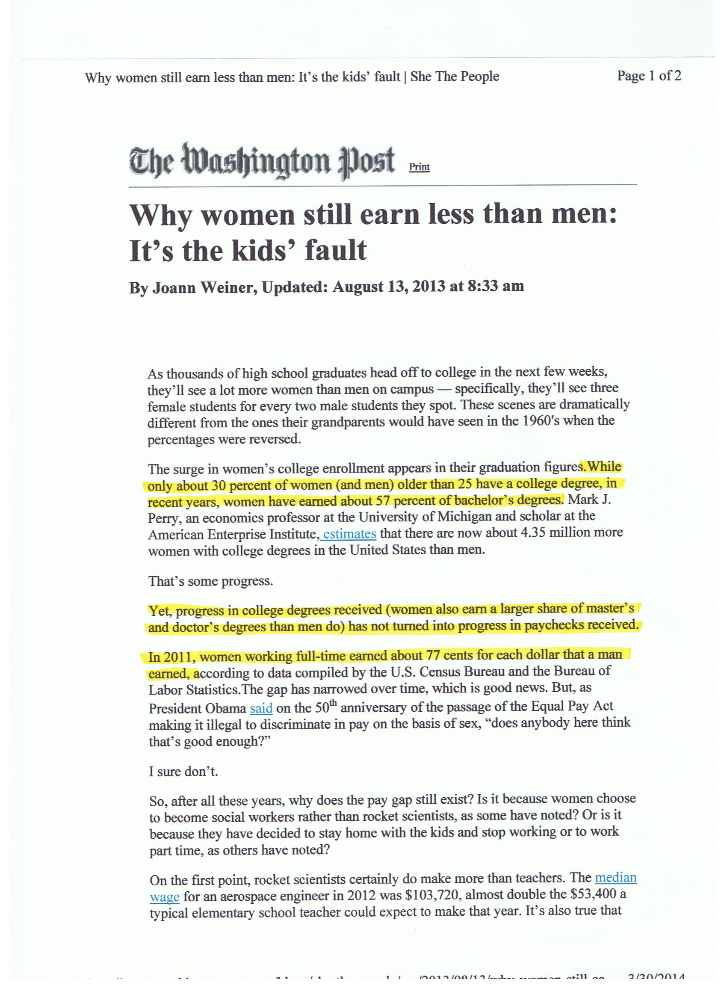 Why women still earn less than men: It’s the kids’ fault | She The People Page 1 of 2
The Washington Post Print
Why women still earn less than men:
It’s the kids’ fault
By Joann Weiner, Updated: August 13, 2013 at 8:33 am
As thousands of high school graduates head off to college in the next few weeks,
they’ll see a lot more women than men on campus — specifically, they’ll see three
female students for every two male students they spot. These scenes are dramatically
different from the ones their grandparents would have seen in the 1960's when the
percentages were reversed.
The surge in women’s college enrollment appears in their graduation figures.While
only about 30 percent of women (and men) older than 25 have a college degree, in
recent years, women have earned about 57 percent of bachelor’s degrees. Mark J.
Perry, an economics professor at the University of Michigan and scholar at the
American Enterprise Institute, estimates that there are now about 4.35 million more
women with college degrees in the United States than men.
That’s some progress.
Yet, progress in college degrees received (women also earn a larger share of master’s
and doctor’s degrees than men do) has not turned into progress in paychecks received.
In 2011, women working full-time earned about 77 cents for each dollar that a man
earned, according to data compiled by the U.S. Census Bureau and the Bureau of
Labor Statistics.The gap has narrowed over time, which is good news. But, as
President Obama said on the 50th anniversary of the passage of the Equal Pay Act
making it illegal to discriminate in pay on the basis of sex, “does anybody here think
that’s good enough?”
I sure don’t.
So, after all these years, why does the pay gap still exist? Is it because women choose
to become social workers rather than rocket scientists, as some have noted? Or is it
because they have decided to stay home with the kids and stop working or to work
part time, as others have noted?
On the first point, rocket scientists certainly do make more than teachers. The median
wage for an aerospace engineer in 2012 was $103,720, almost double the $53,400 a
typical elementary school teacher could expect to make that year. It’s also true that
3/30/2014